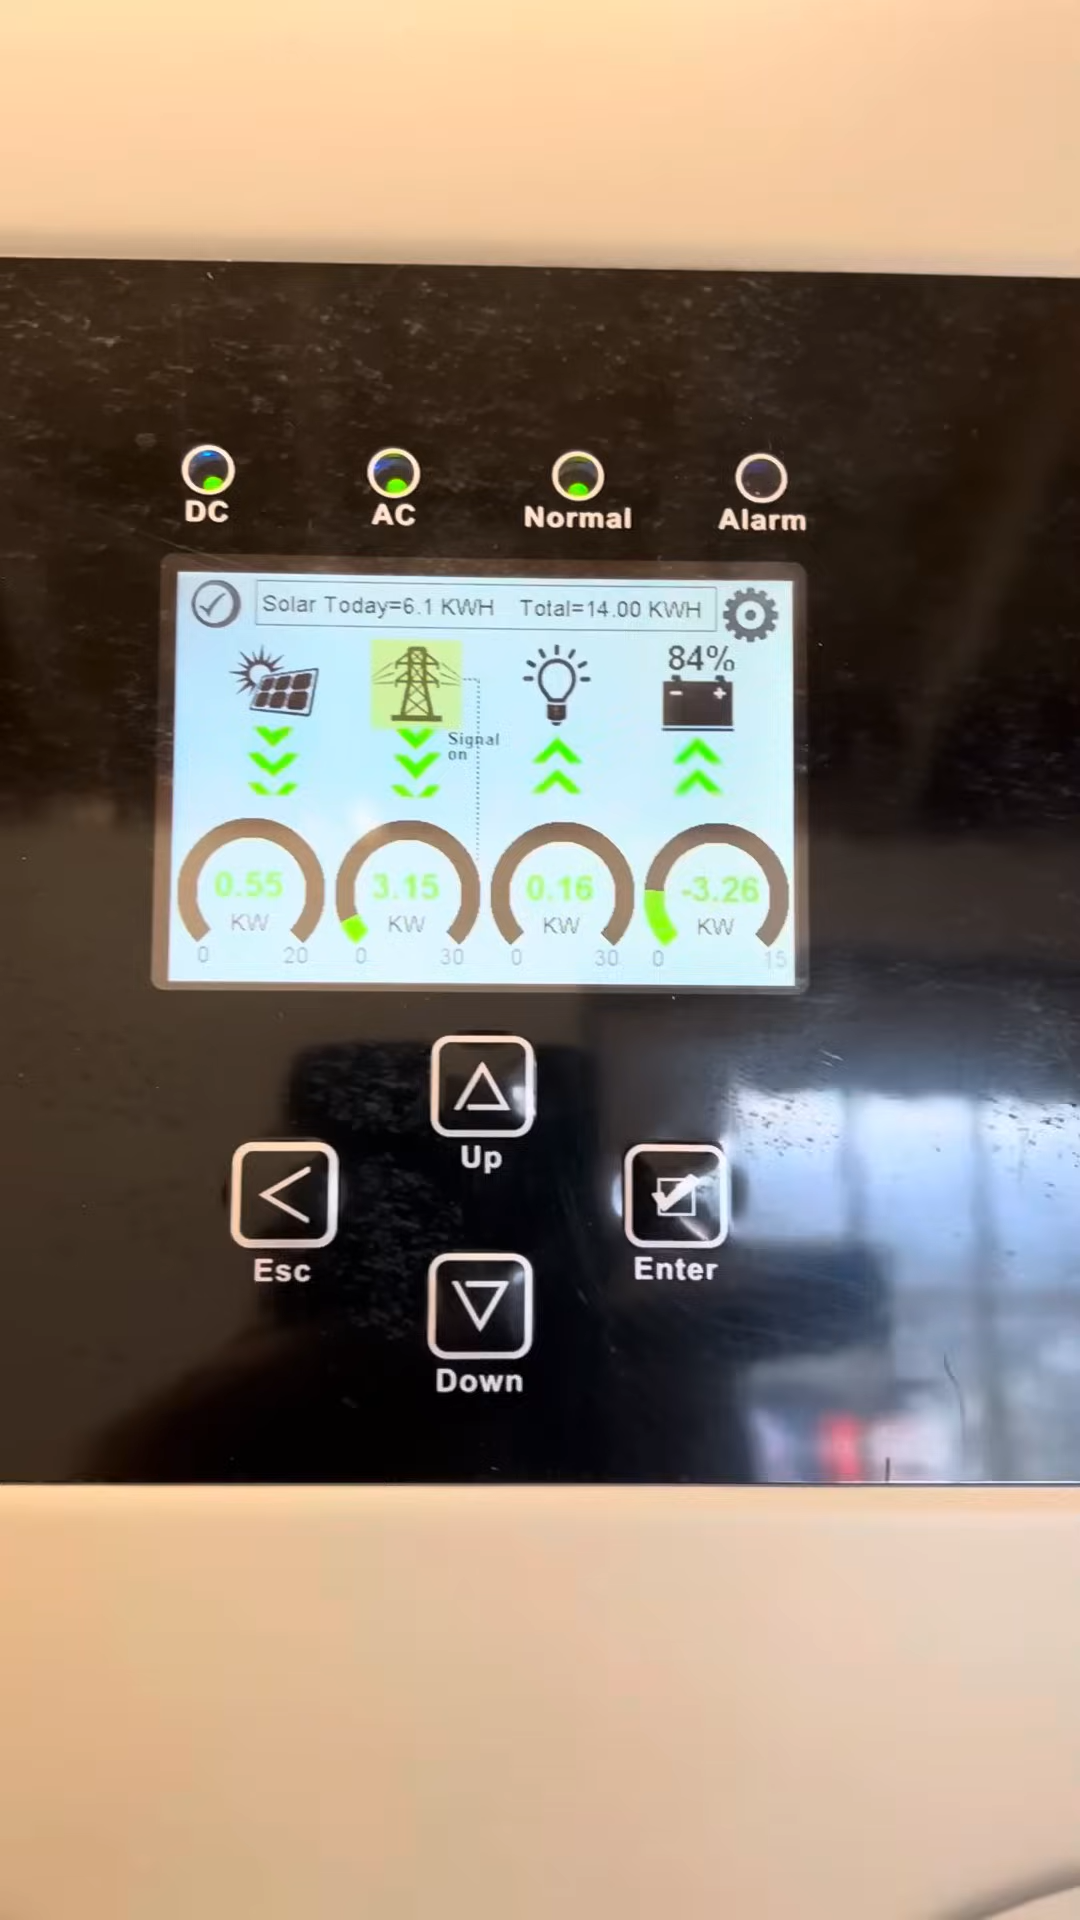 DC AC Normal Alarm
Solar Today=6.1 KWH Total=14.00 KWH
84%
Signal
on
0.55 3.15 0.16 -3.26
KW KW KW KW
0 20 0 30 0 30 0 15
Up
Esc Enter
Down